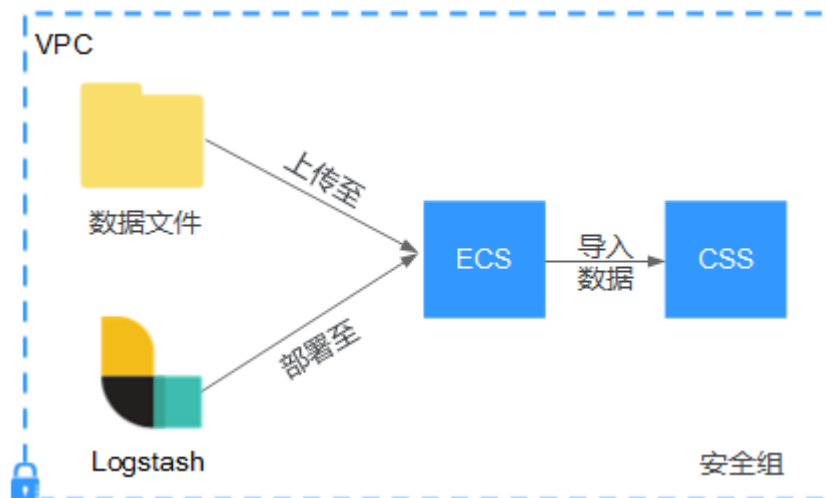 VPC
上传至
数据文件
ECS
导入
数据
CSS
部署至
Logstash
安全组